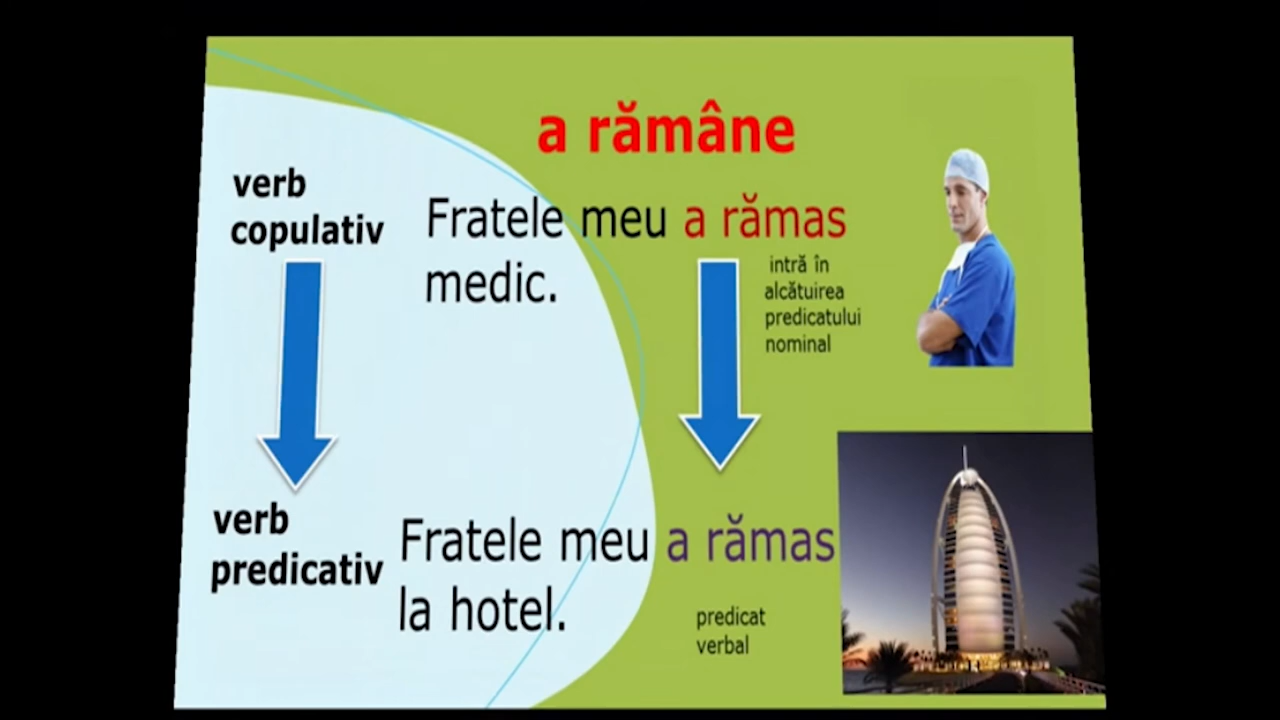 a rămâne
verb
copulativ
Fratele meu a rămas
medic.
intră în
alcătuirea
predicatului
nominal
verb
predicativ
Fratele meu a rămas
la hotel.
predicat
verbal